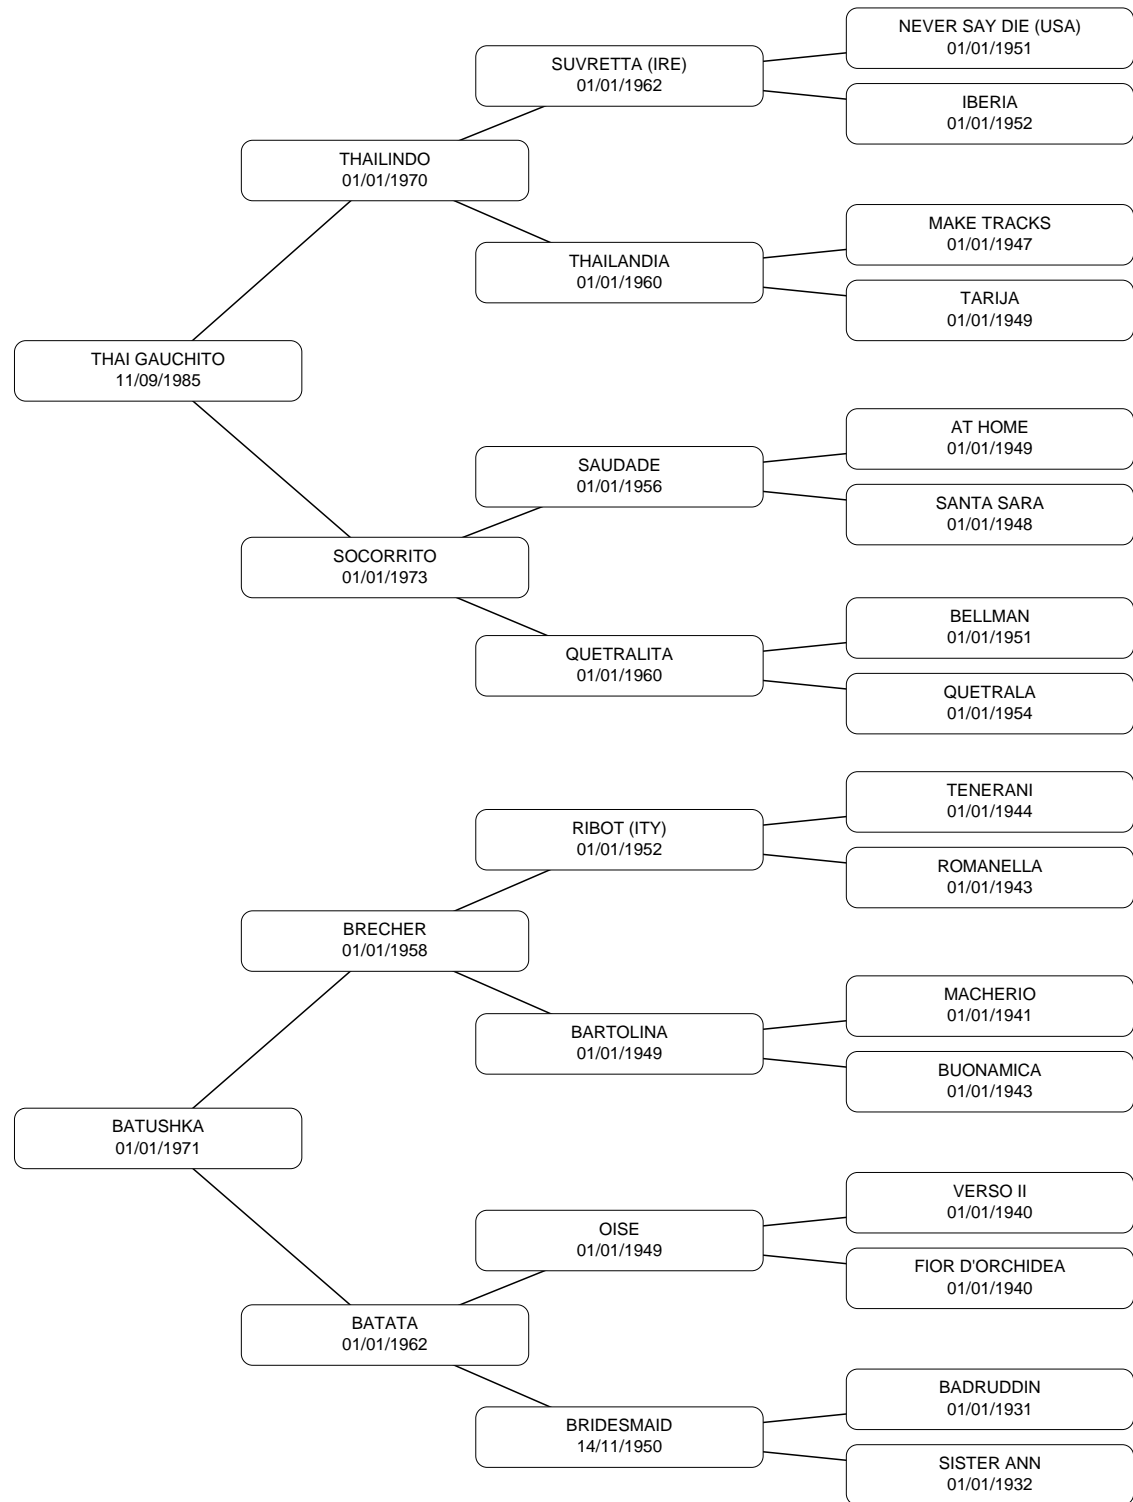 NEVER SAY DIE (USA)
01/01/1951
SUVRETTA (IRE)
01/01/1962
IBERIA
01/01/1952
THAILINDO
01/01/1970
MAKE TRACKS
01/01/1947
THAILANDIA
01/01/1960
TARIJA
01/01/1949
THAI GAUCHITO
11/09/1985
AT HOME
01/01/1949
SAUDADE
01/01/1956
SANTA SARA
01/01/1948
SOCORRITO
01/01/1973
BELLMAN
01/01/1951
QUETRALITA
01/01/1960
QUETRALA
01/01/1954
TENERANI
01/01/1944
RIBOT (ITY)
01/01/1952
ROMANELLA
01/01/1943
BRECHER
01/01/1958
MACHERIO
01/01/1941
BARTOLINA
01/01/1949
BUONAMICA
01/01/1943
BATUSHKA
01/01/1971
VERSO II
01/01/1940
OISE
01/01/1949
FIOR D'ORCHIDEA
01/01/1940
BATATA
01/01/1962
BADRUDDIN
01/01/1931
BRIDESMAID
14/11/1950
SISTER ANN
01/01/1932